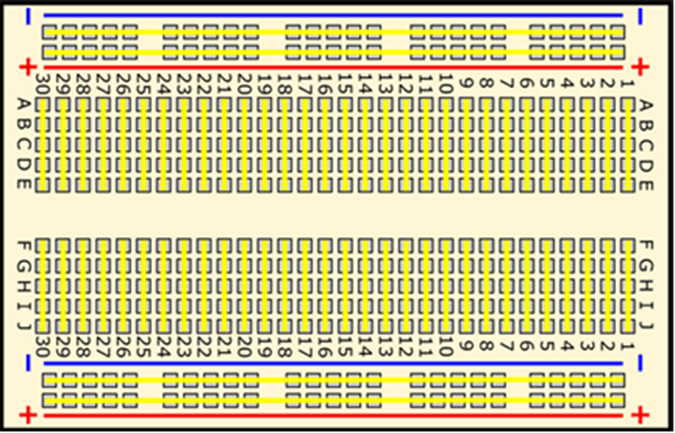 - -
+ +
30 29 28 27 26 25 24 23 22 21 20 19 18 17 16 15 14 13 12 11 10 9 8 7 6 5 4 3 2 1
A A
B B
C C
D D
E E
F F
G G
H H
I I
J J
30 29 28 27 26 25 24 23 22 21 20 19 18 17 16 15 14 13 12 11 10 9 8 7 6 5 4 3 2 1
- -
+ +